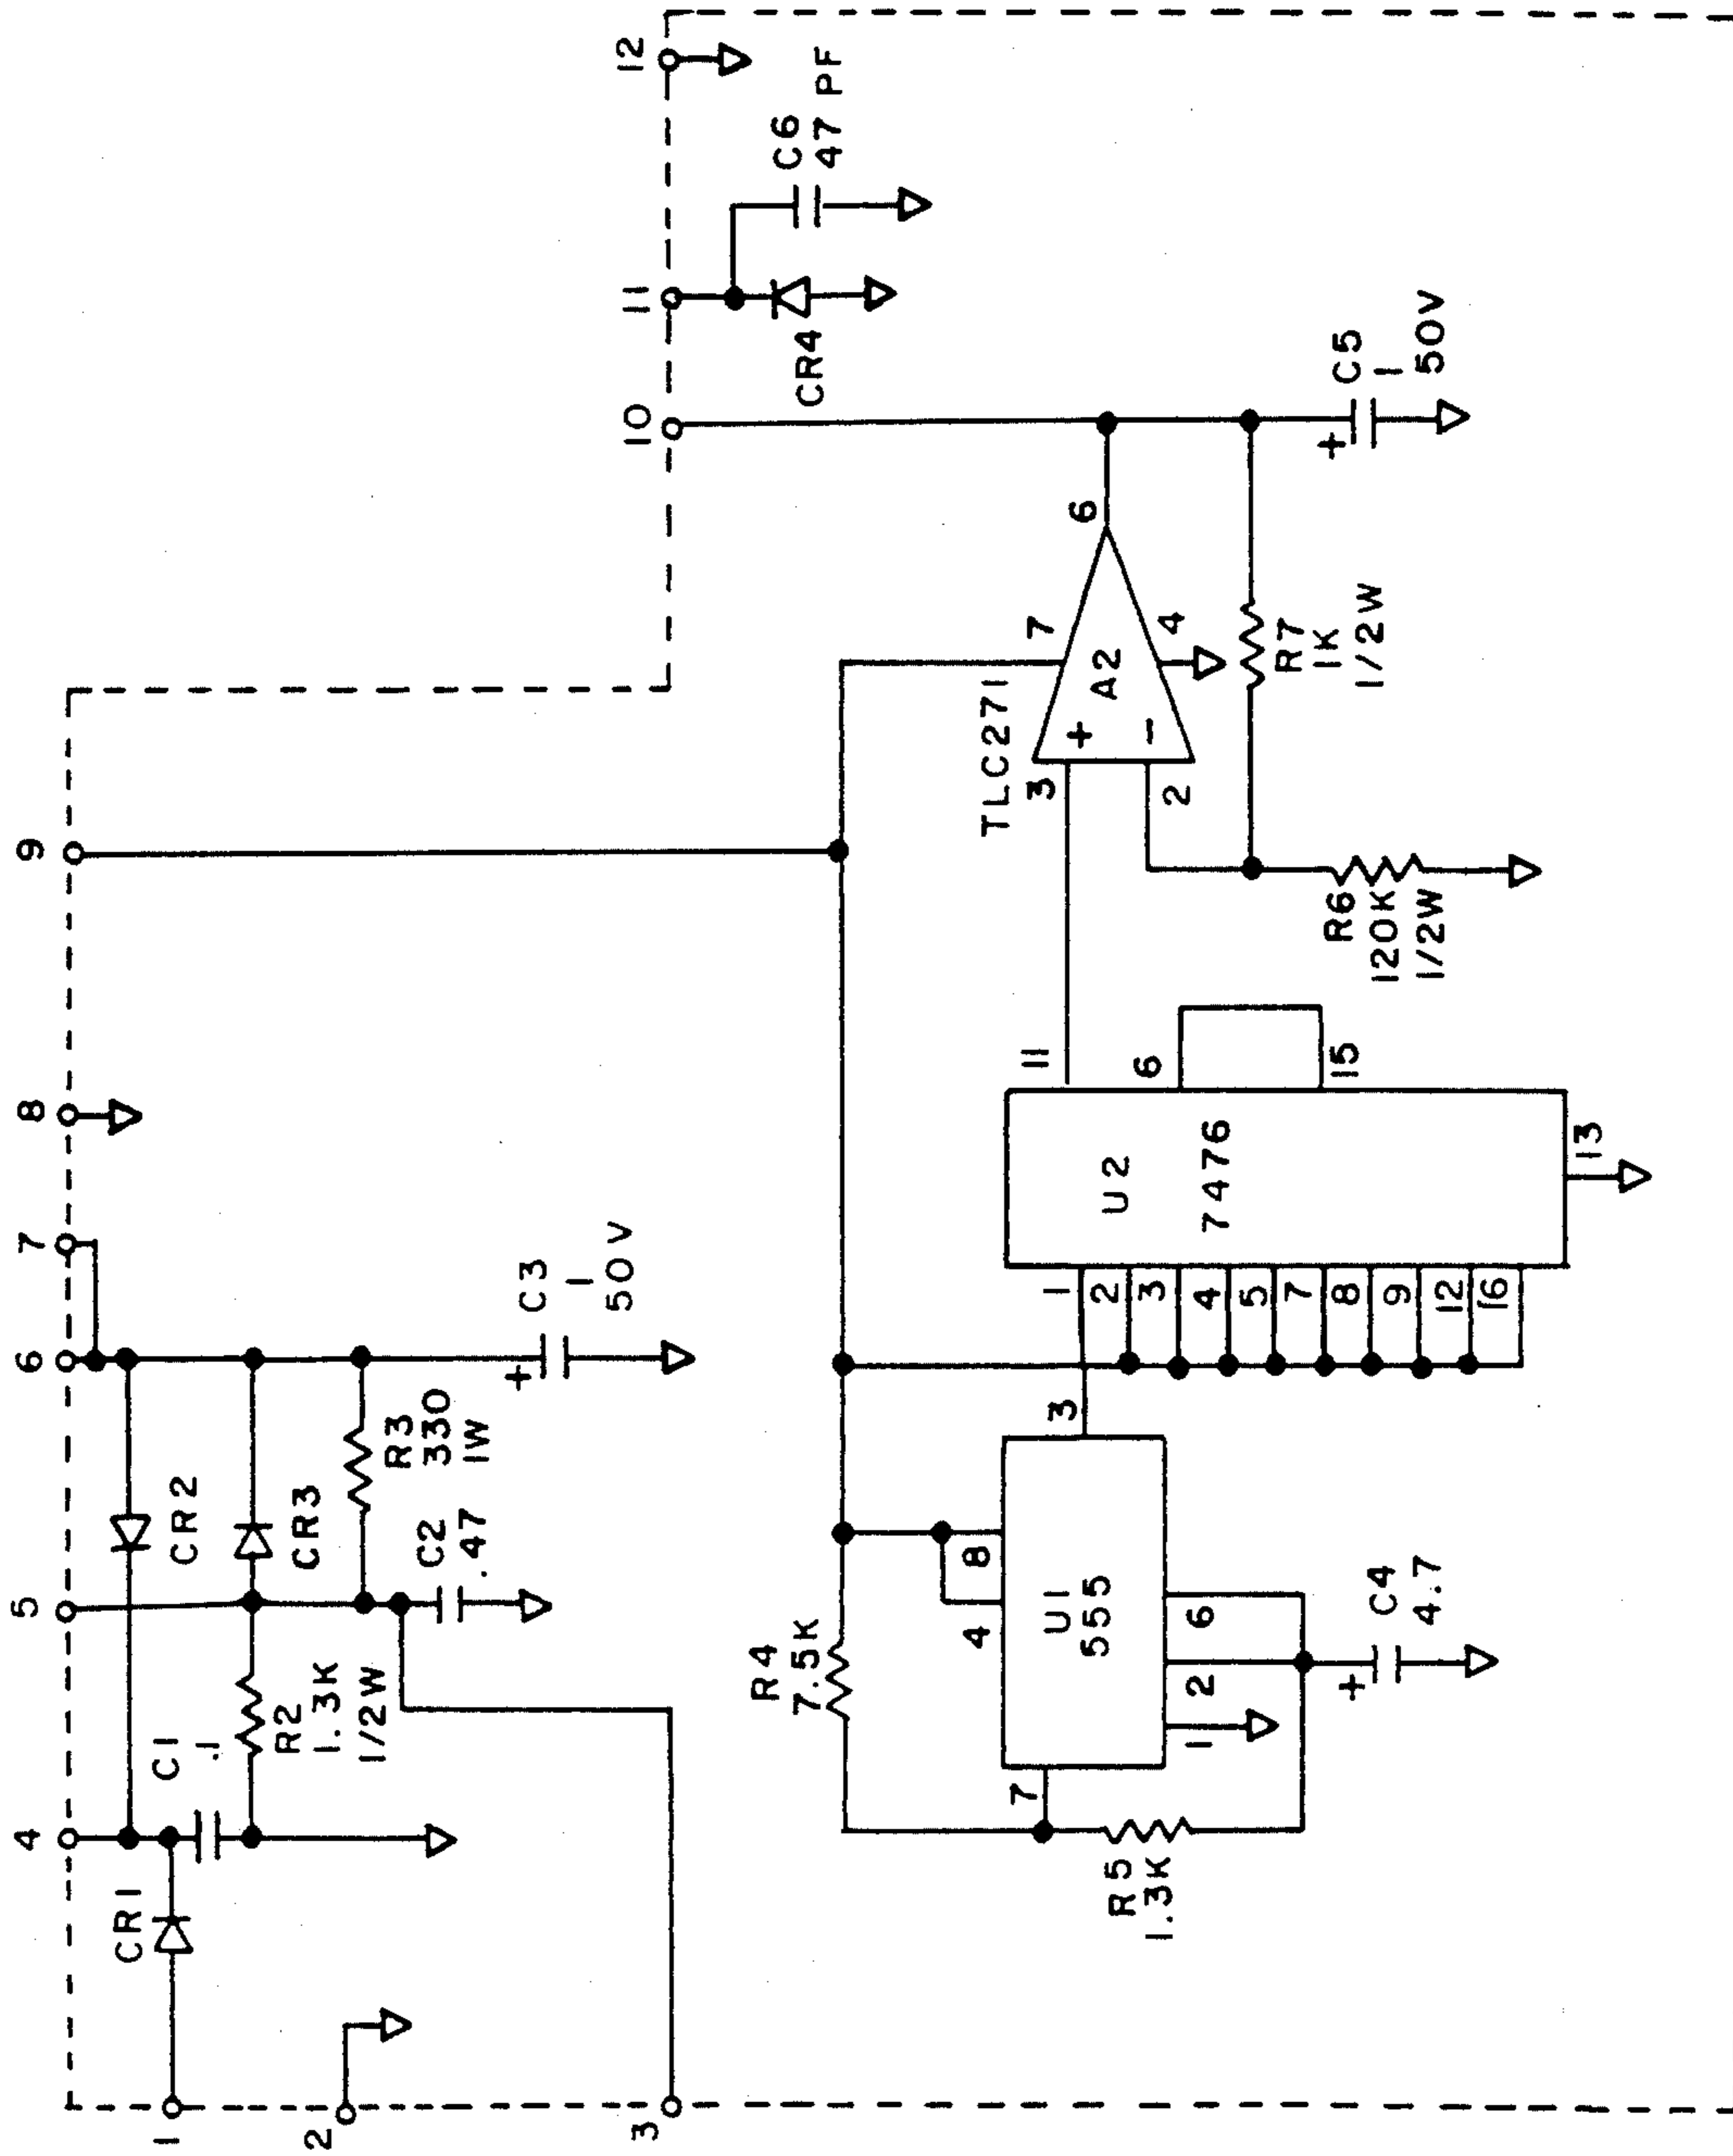 4
5
6
7
8
9
1
2
3
CR1
C1
.1
CR2
R2
1.3K
1/2W
CR3
R3
330
1W
C2
.47
C3
1
50V
10
11
12
CR4
C6
47 PF
R4
7.5K
R5
1.3K
7
4
8
3
U1
555
1
2
6
C4
4.7
1
2
3
4
5
7
8
9
12
16
U2
7476
11
6
15
13
TLC271
3
2
+
-
A2
7
4
6
R6
120K
1/2W
R7
1K
1/2W
C5
1
50V
+
+
+